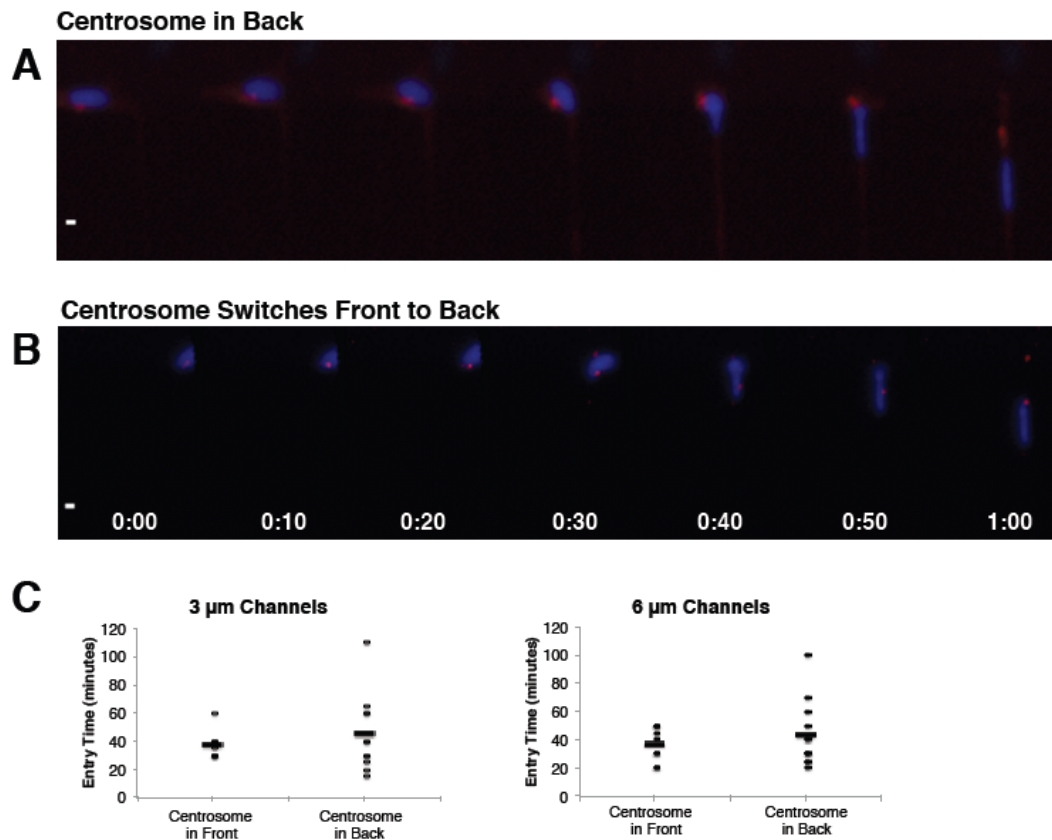 Centrosome in Back
A
Centrosome Switches Front to Back
B
0:00 0:10 0:20 0:30 0:40 0:50 1:00
C
3 µm Channels
Entry Time (minutes)
120
100
80
60
40
20
0
Centrosome
in Front
Centrosome
in Back
6 µm Channels
Entry Time (minutes)
120
100
80
60
40
20
0
Centrosome
in Front
Centrosome
in Back